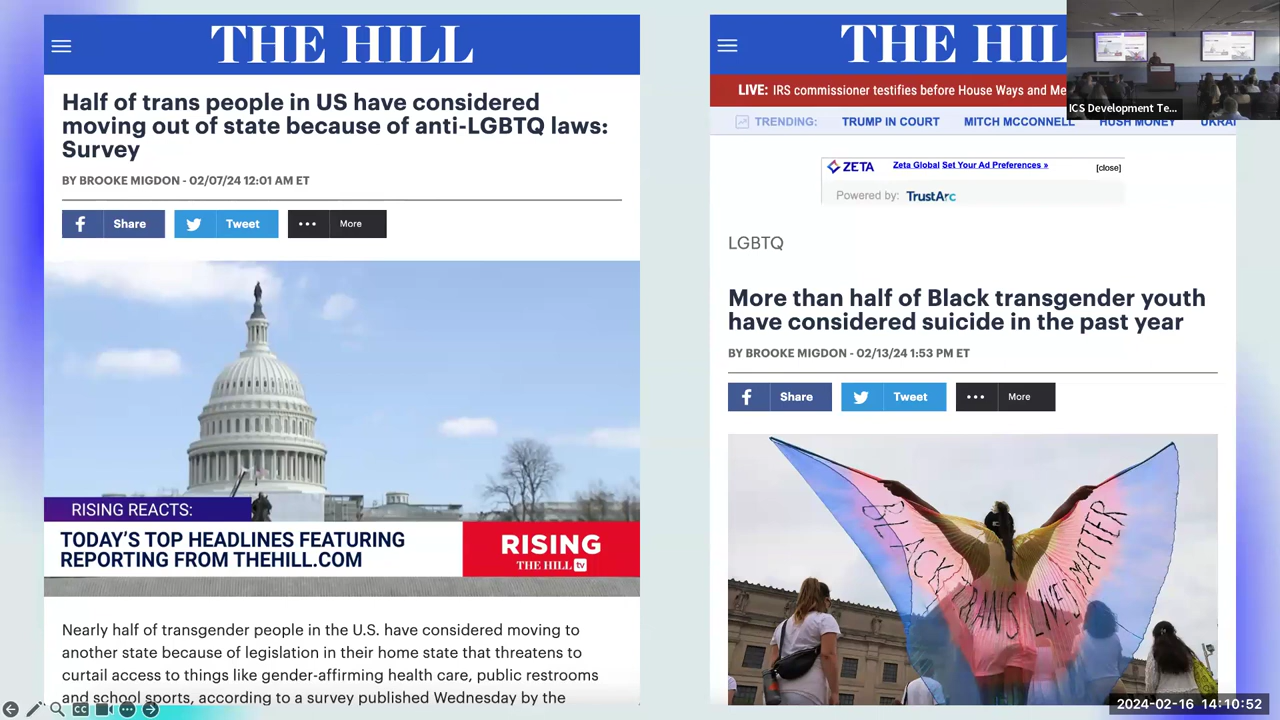 THE HILL
Half of trans people in US have considered
moving out of state because of anti-LGBTQ laws:
Survey
BY BROOKE MIGDON - 02/07/24 12:01 AM ET
Share
Tweet
More
RISING REACTS:
TODAY'S TOP HEADLINES FEATURING
REPORTING FROM THEHILL.COM
RISING
THE HILL tv
Nearly half of transgender people in the U.S. have considered moving to
another state because of legislation in their home state that threatens to
curtail access to things like gender-affirming health care, public restrooms
and school sports, according to a survey published Wednesday by the
THE HIL
LIVE: IRS commissioner testifies before House Ways and Me
TRENDING: TRUMP IN COURT MITCH MCCONNELL HUSH MONEY UKRAI
ZETA Zeta Global Set Your Ad Preferences » [close]
Powered by: TrustArc
LGBTQ
More than half of Black transgender youth
have considered suicide in the past year
BY BROOKE MIGDON - 02/13/24 1:53 PM ET
Share
Tweet
More
BLACK TRANS LIVES MATTER
ICS Development Te...
CC
2024-02-16 14:10:52